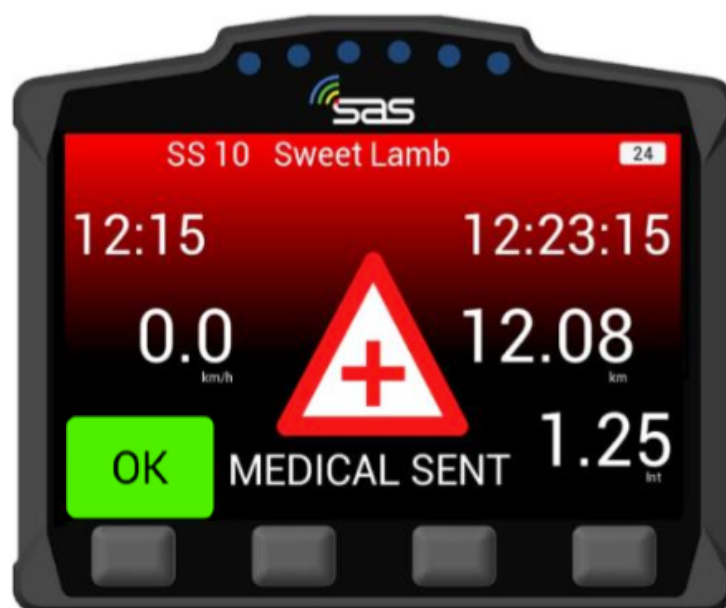 sas
SS 10 Sweet Lamb 24
12:15 12:23:15
0.0 km/h 12.08 km
OK MEDICAL SENT 1.25 Int